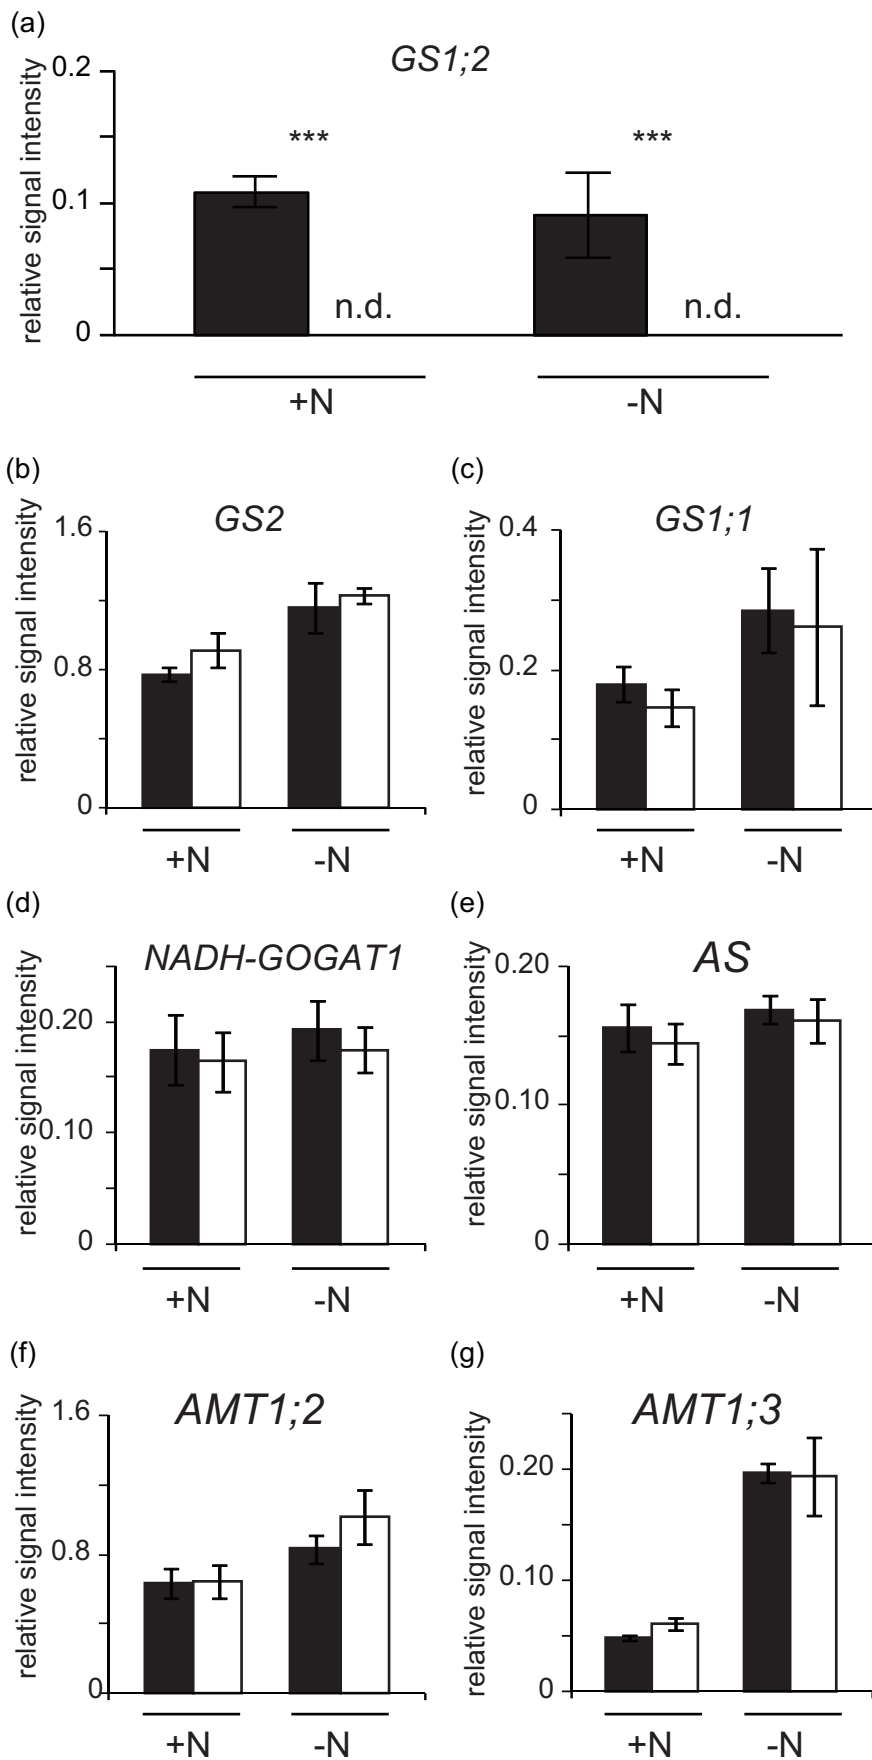 (a)
GS1;2
relative signal intensity
0.2
0.1
0
***
***
n.d.
n.d.
+N
-N
(b)
GS2
relative signal intensity
1.6
0.8
0
+N
-N
(c)
GS1;1
relative signal intensity
0.4
0.2
0
+N
-N
(d)
NADH-GOGAT1
relative signal intensity
0.20
0.10
0
+N
-N
(e)
AS
relative signal intensity
0.20
0.10
0
+N
-N
(f)
AMT1;2
relative signal intensity
1.6
0.8
0
+N
-N
(g)
AMT1;3
relative signal intensity
0.20
0.10
0
+N
-N